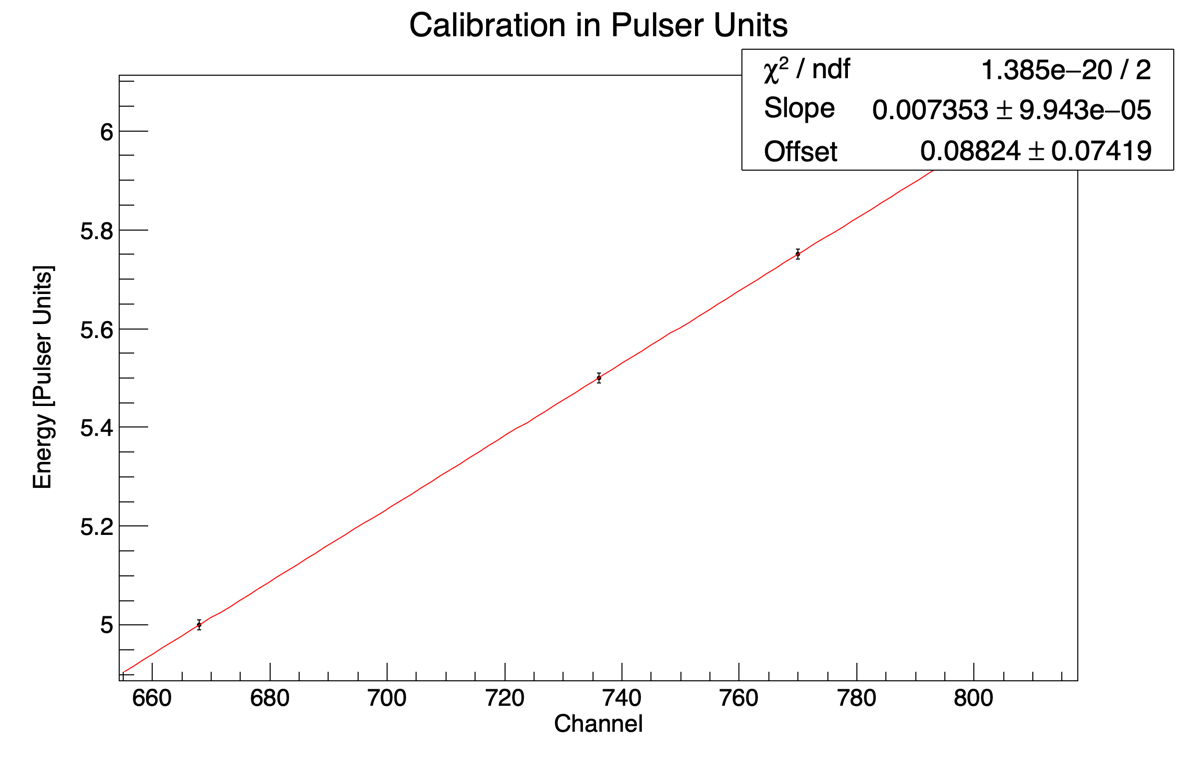 Calibration in Pulser Units
χ² / ndf 1.385e−20 / 2
Slope 0.007353 ± 9.943e−05
Offset 0.08824 ± 0.07419
6
5.8
5.6
5.4
5.2
5
Energy [Pulser Units]
660 680 700 720 740 760 780 800
Channel